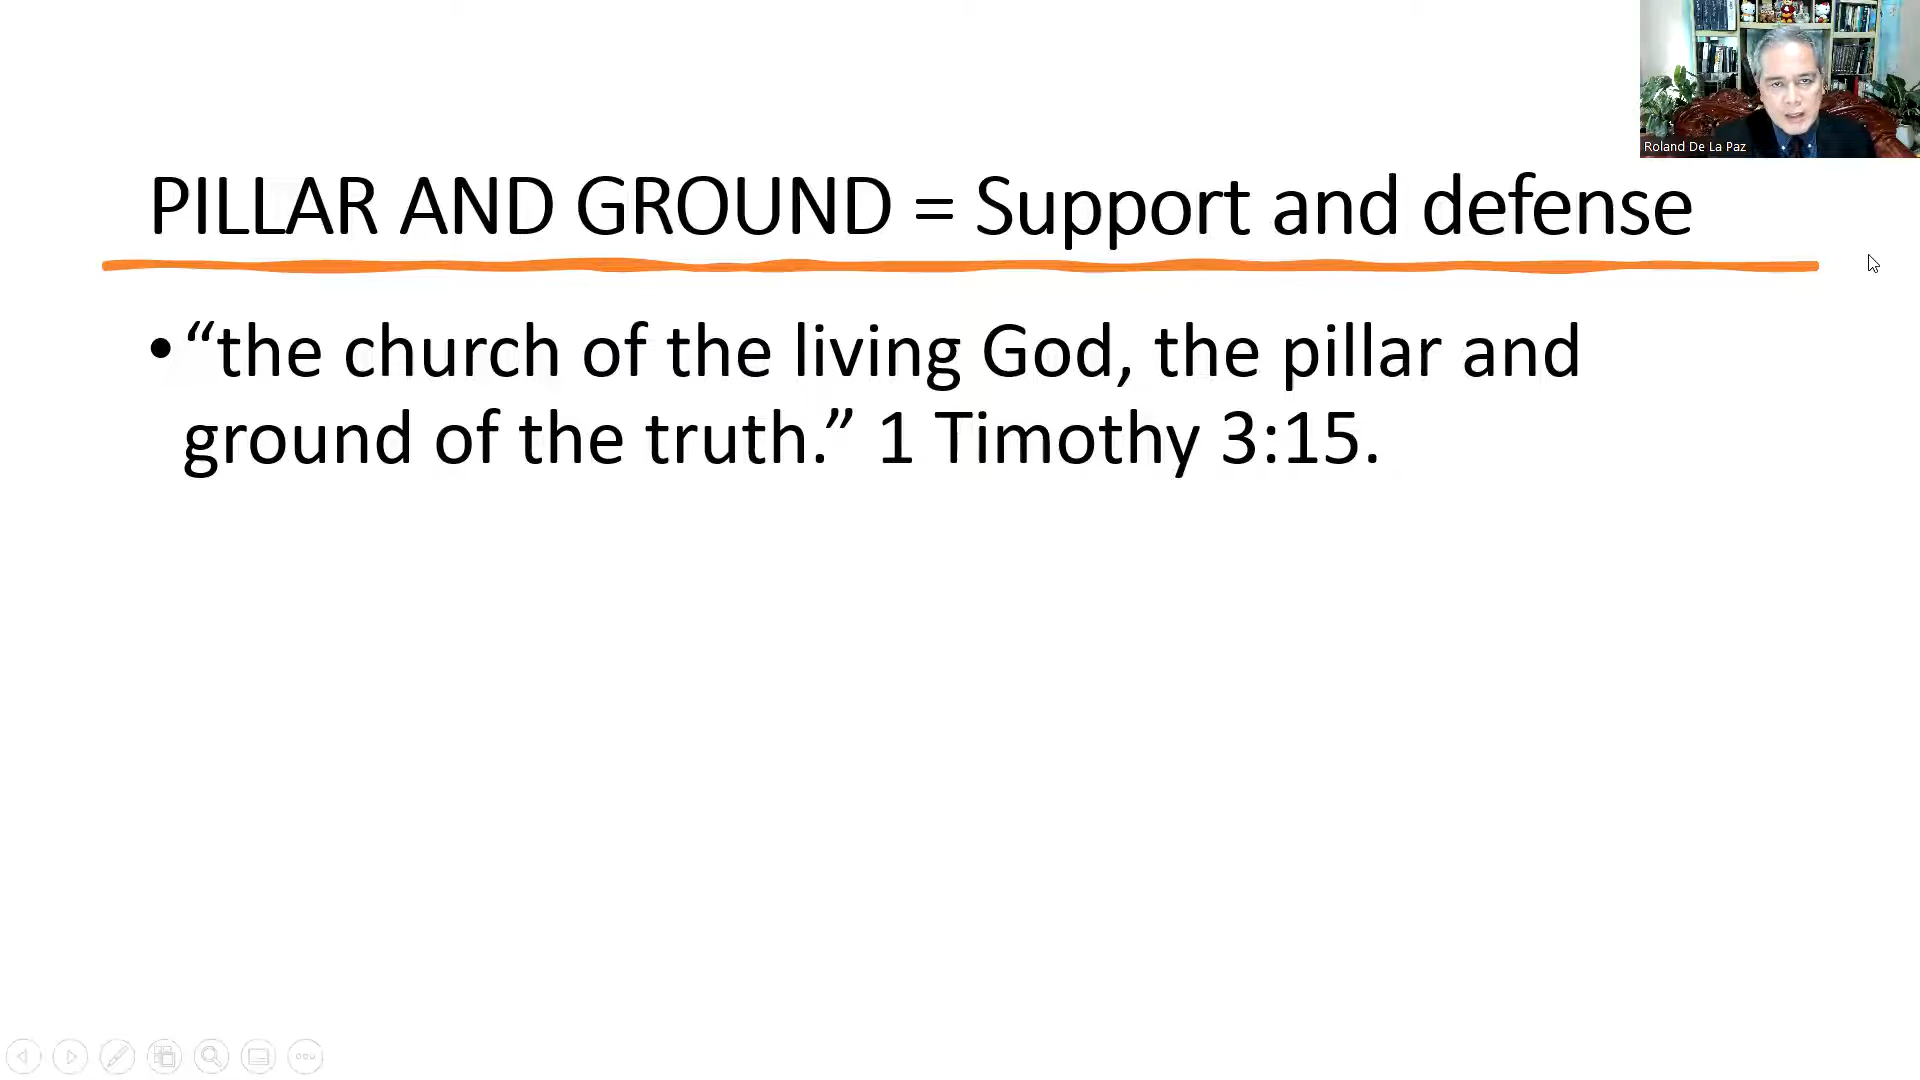 Roland De La Paz
PILLAR AND GROUND = Support and defense
• “the church of the living God, the pillar and
ground of the truth.” 1 Timothy 3:15.